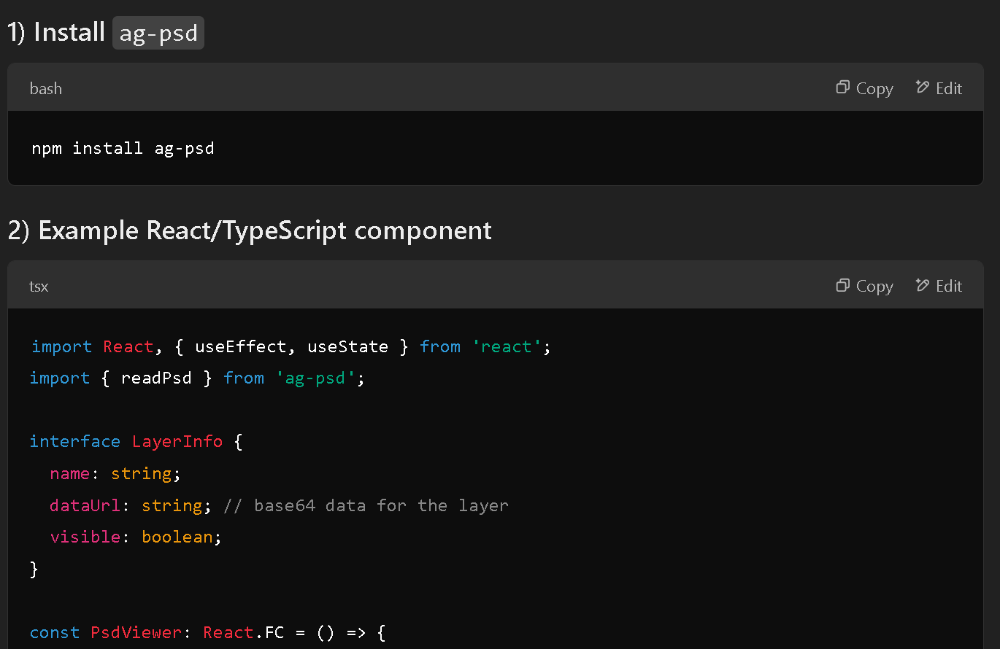 1) Install ag-psd
bash
Copy
Edit
npm install ag-psd
2) Example React/TypeScript component
tsx
Copy
Edit
import React, { useEffect, useState } from 'react';
import { readPsd } from 'ag-psd';
interface LayerInfo {
  name: string;
  dataUrl: string; // base64 data for the layer
  visible: boolean;
}
const PsdViewer: React.FC = () => {